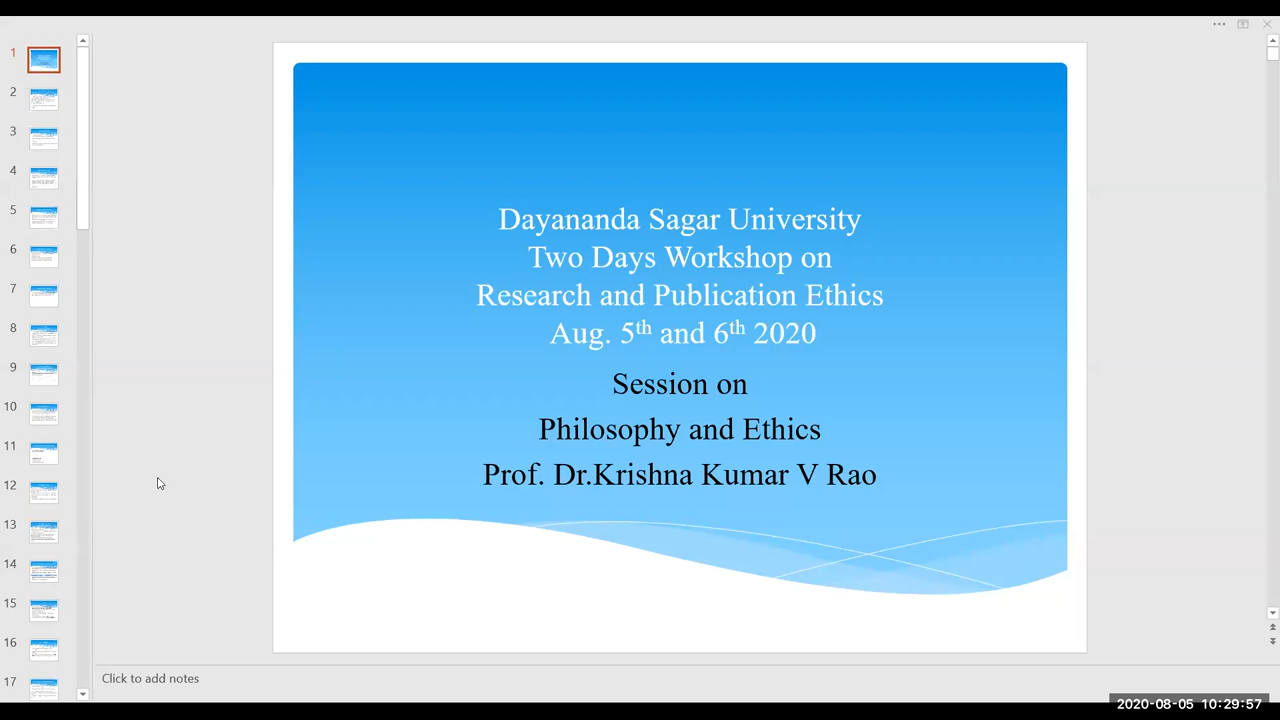 1
2
3
4
5
6
7
8
9
10
11
12
13
14
15
16
17
Dayananda Sagar University
Two Days Workshop on
Research and Publication Ethics
Aug. 5th and 6th 2020
Session on
Philosophy and Ethics
Prof. Dr.Krishna Kumar V Rao
Click to add notes
2020-08-05 10:29:57